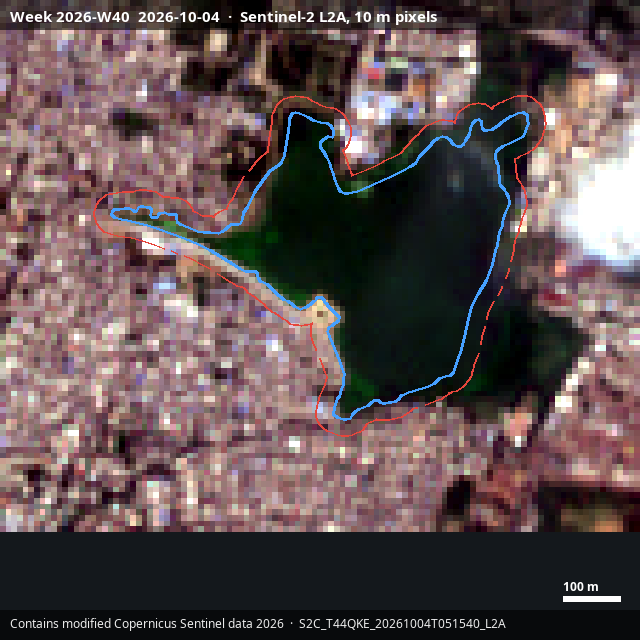 Week 2026-W40  2026-10-04  ·  Sentinel-2 L2A, 10 m pixels
100 m
Contains modified Copernicus Sentinel data 2026  ·  S2C_T44QKE_20261004T051540_L2A